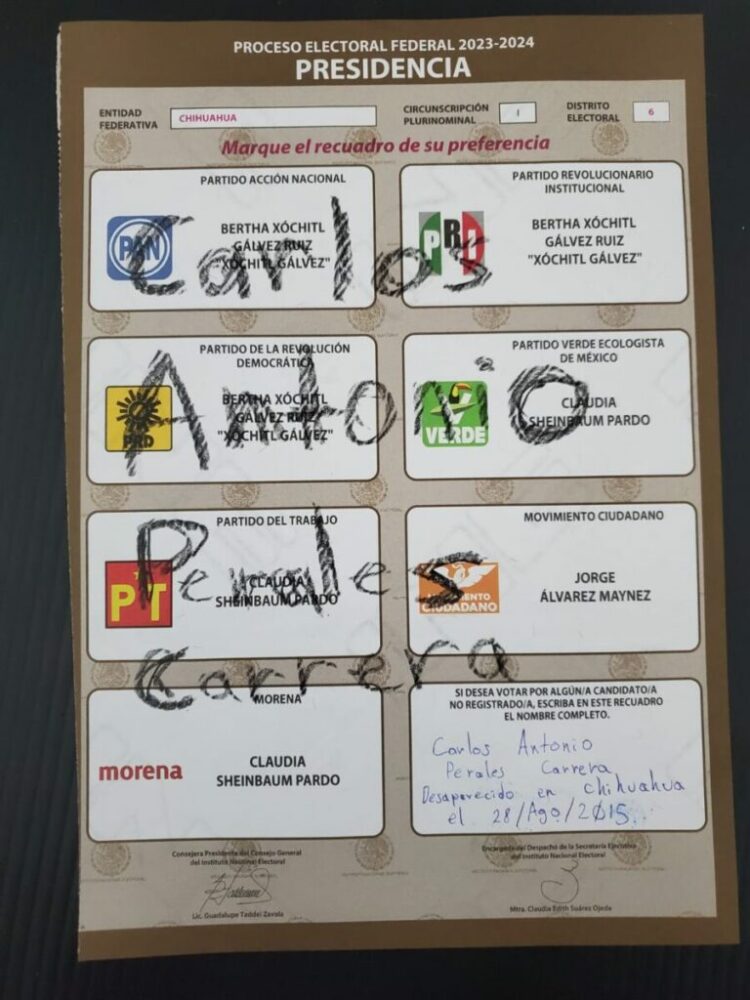 PROCESO ELECTORAL FEDERAL 2023-2024
PRESIDENCIA
ENTIDAD FEDERATIVA
CHIHUAHUA
CIRCUNSCRIPCIÓN PLURINOMINAL
1
DISTRITO ELECTORAL
6
Marque el recuadro de su preferencia
PARTIDO ACCIÓN NACIONAL
PAN
BERTHA XÓCHITL
GÁLVEZ RUIZ
"XÓCHITL GÁLVEZ"
PARTIDO REVOLUCIONARIO
INSTITUCIONAL
PRI
BERTHA XÓCHITL
GÁLVEZ RUIZ
"XÓCHITL GÁLVEZ"
Carlos
PARTIDO DE LA REVOLUCIÓN
DEMOCRÁTICA
PRD
BERTHA XÓCHITL
GÁLVEZ RUIZ
"XÓCHITL GÁLVEZ"
PARTIDO VERDE ECOLOGISTA
DE MÉXICO
VERDE
CLAUDIA
SHEINBAUM PARDO
Antonio
PARTIDO DEL TRABAJO
PT
CLAUDIA
SHEINBAUM PARDO
MOVIMIENTO CIUDADANO
MOVIMIENTO
CIUDADANO
JORGE
ÁLVAREZ MAYNEZ
Perales
Carrera
MORENA
morena
CLAUDIA
SHEINBAUM PARDO
SI DESEA VOTAR POR ALGÚN/A CANDIDATO/A
NO REGISTRADO/A, ESCRIBA EN ESTE RECUADRO
EL NOMBRE COMPLETO.
Carlos Antonio
Perales Carrera
Desaparecido en chihuahua
el 28/Ago/2015.
Consejera Presidenta del Consejo General
del Instituto Nacional Electoral
Lic. Guadalupe Taddei Zavala
Encargada del Despacho de la Secretaría Ejecutiva
del Instituto Nacional Electoral
Mtra. Claudia Edith Suárez Ojeda